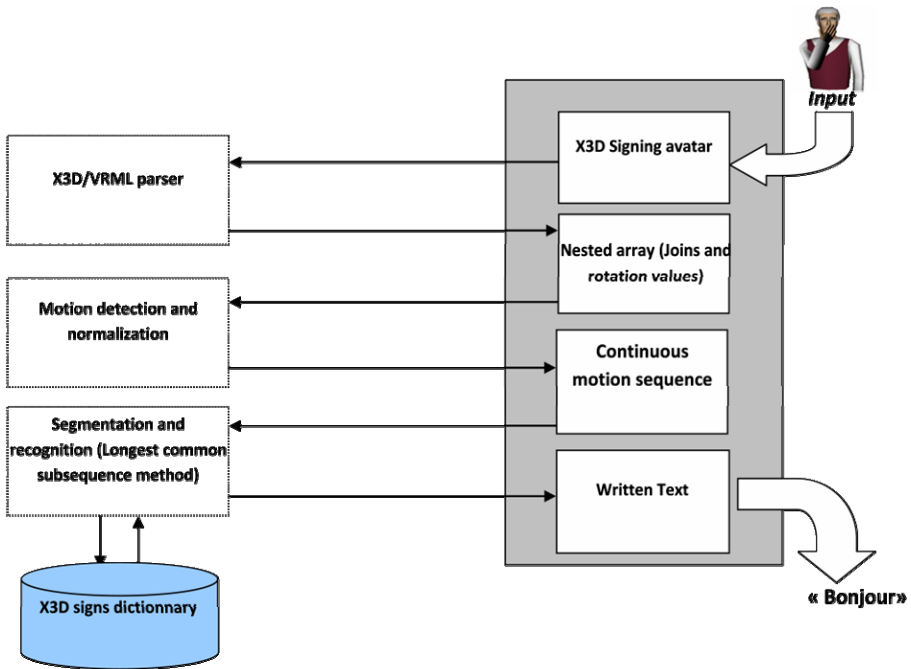 Input
X3D Signing avatar
X3D/VRML parser
Nested array (Joins and
rotation values)
Motion detection and
normalization
Continuous
motion sequence
Segmentation and
recognition (Longest common
subsequence method)
Written Text
X3D signs dictionnary
« Bonjour»